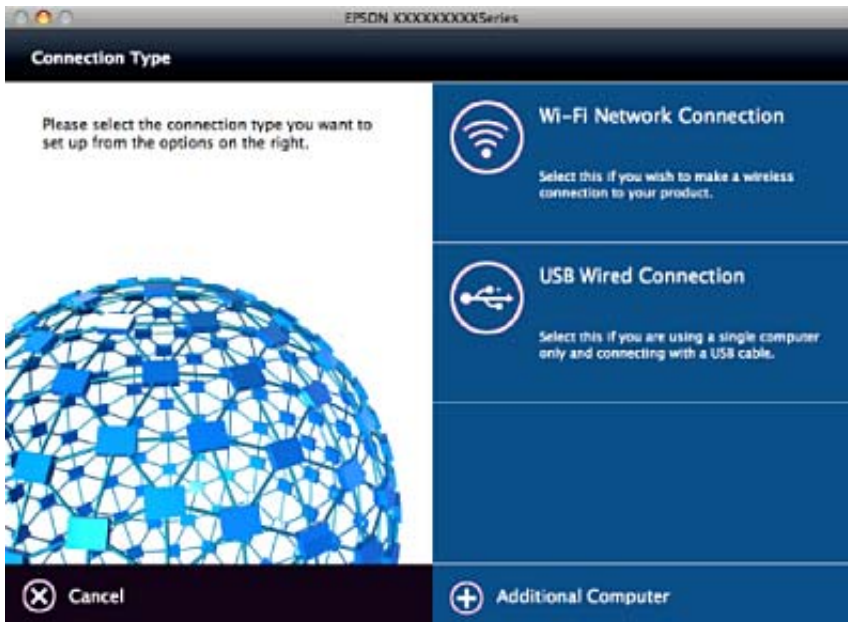 EPSON XXXXXXXXXSeries
Connection Type
Please select the connection type you want to
set up from the options on the right.
Wi-Fi Network Connection
Select this if you wish to make a wireless
connection to your product.
USB Wired Connection
Select this if you are using a single computer
only and connecting with a USB cable.
Cancel
Additional Computer